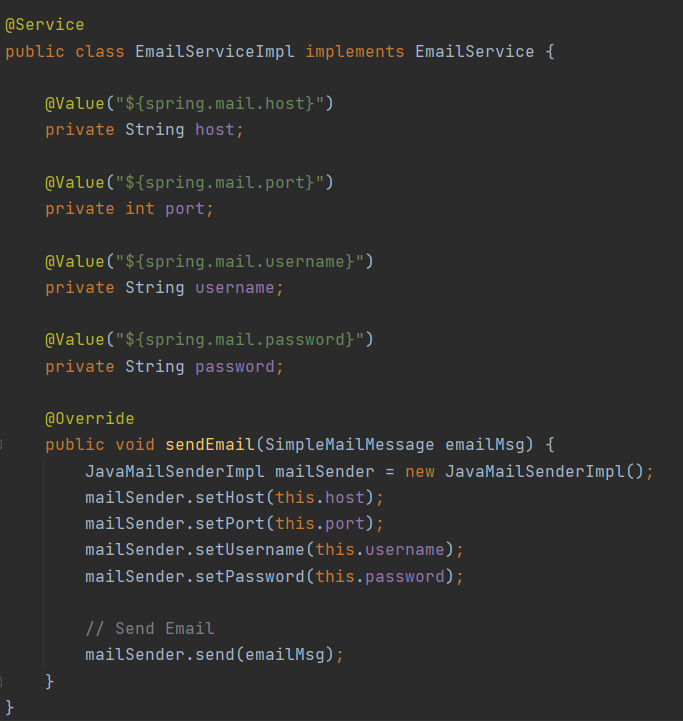 @Service
public class EmailServiceImpl implements EmailService {
@Value("${spring.mail.host}")
private String host;
@Value("${spring.mail.port}")
private int port;
@Value("${spring.mail.username}")
private String username;
@Value("${spring.mail.password}")
private String password;
@Override
public void sendEmail(SimpleMailMessage emailMsg) {
JavaMailSenderImpl mailSender = new JavaMailSenderImpl();
mailSender.setHost(this.host);
mailSender.setPort(this.port);
mailSender.setUsername(this.username);
mailSender.setPassword(this.password);
// Send Email
mailSender.send(emailMsg);
}
}